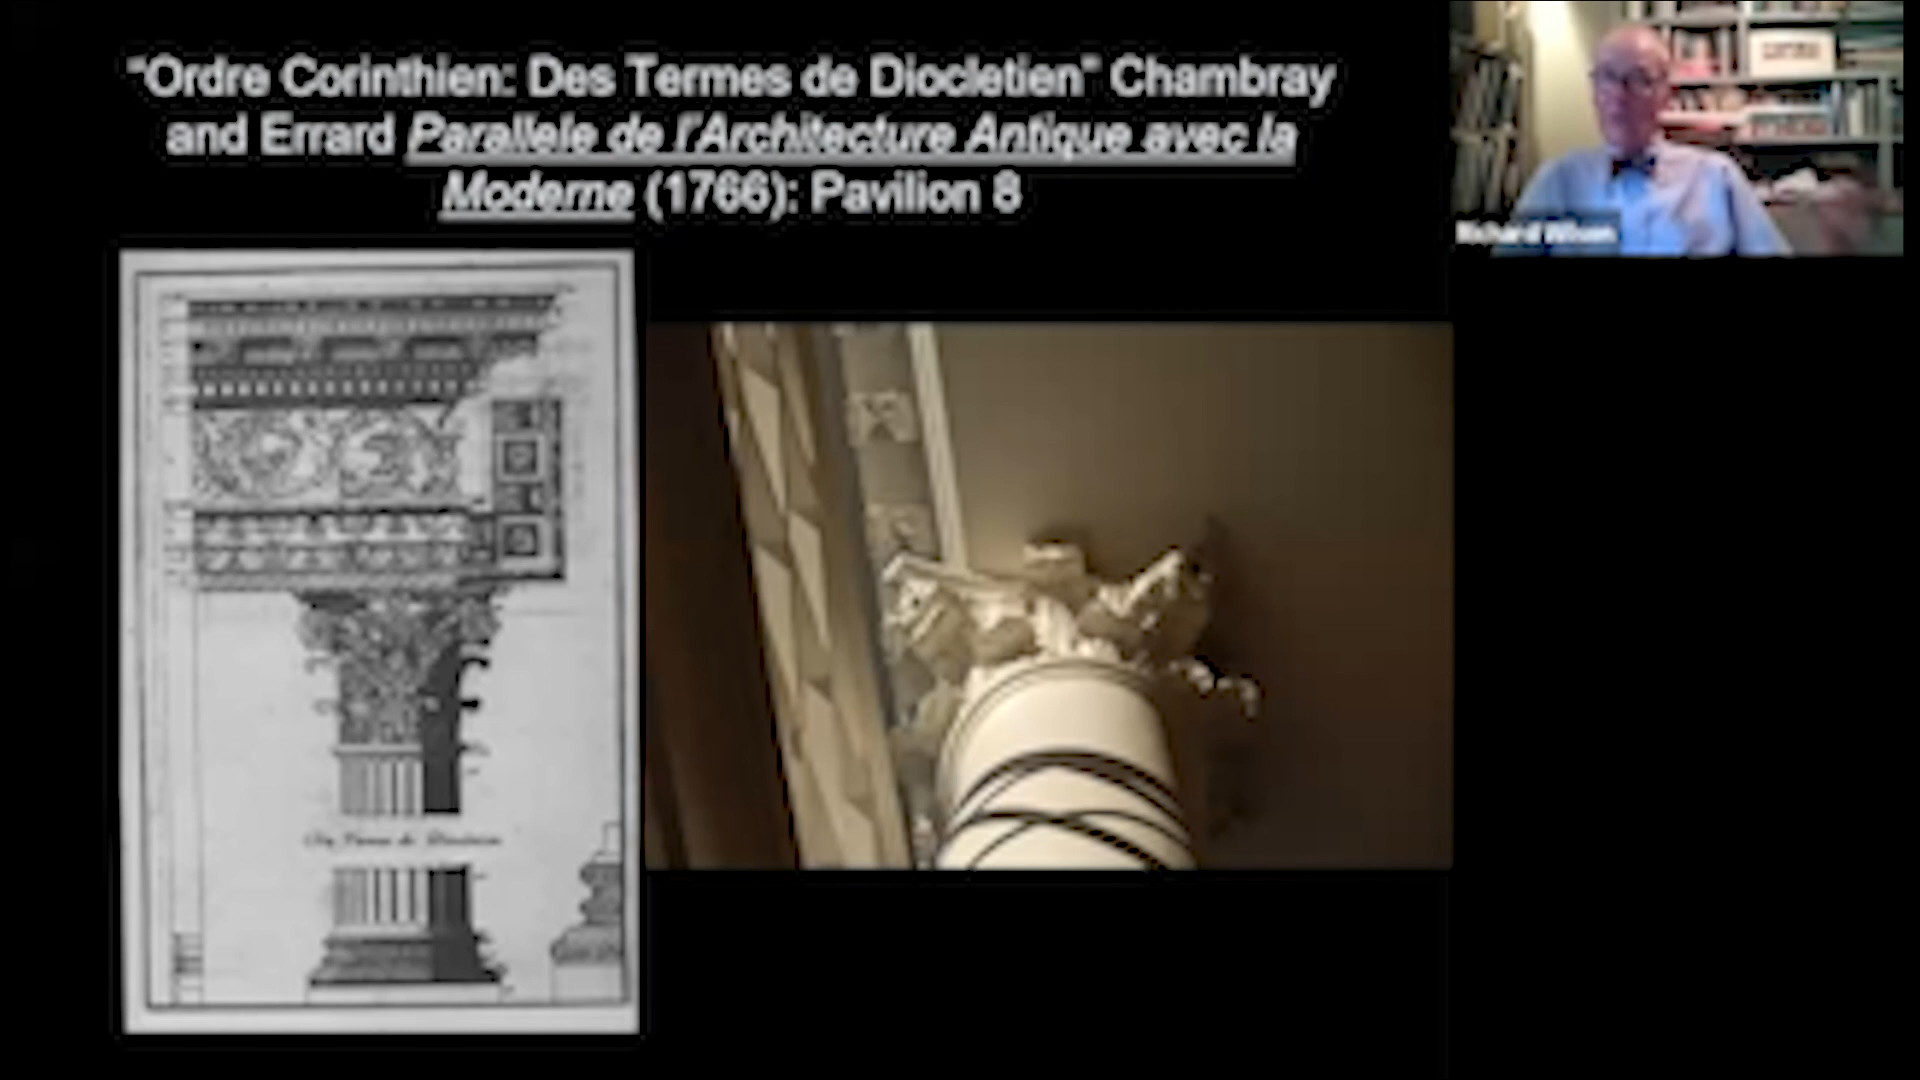 “Ordre Corinthien: Des Termes de Diocletien” Chambray
and Errard Parallele de l’Architecture Antique avec la
Moderne (1766): Pavilion 8
Richard Wilson